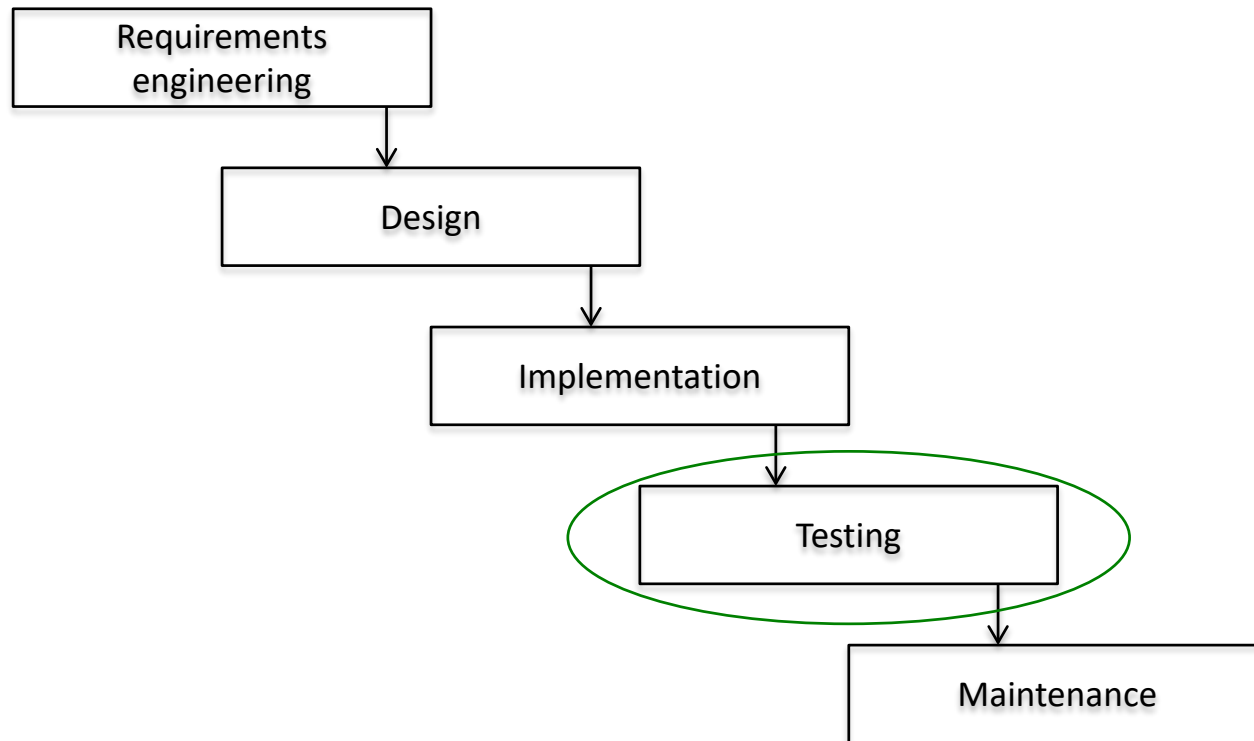 Requirements
engineering
Design
Implementation
Testing
Maintenance